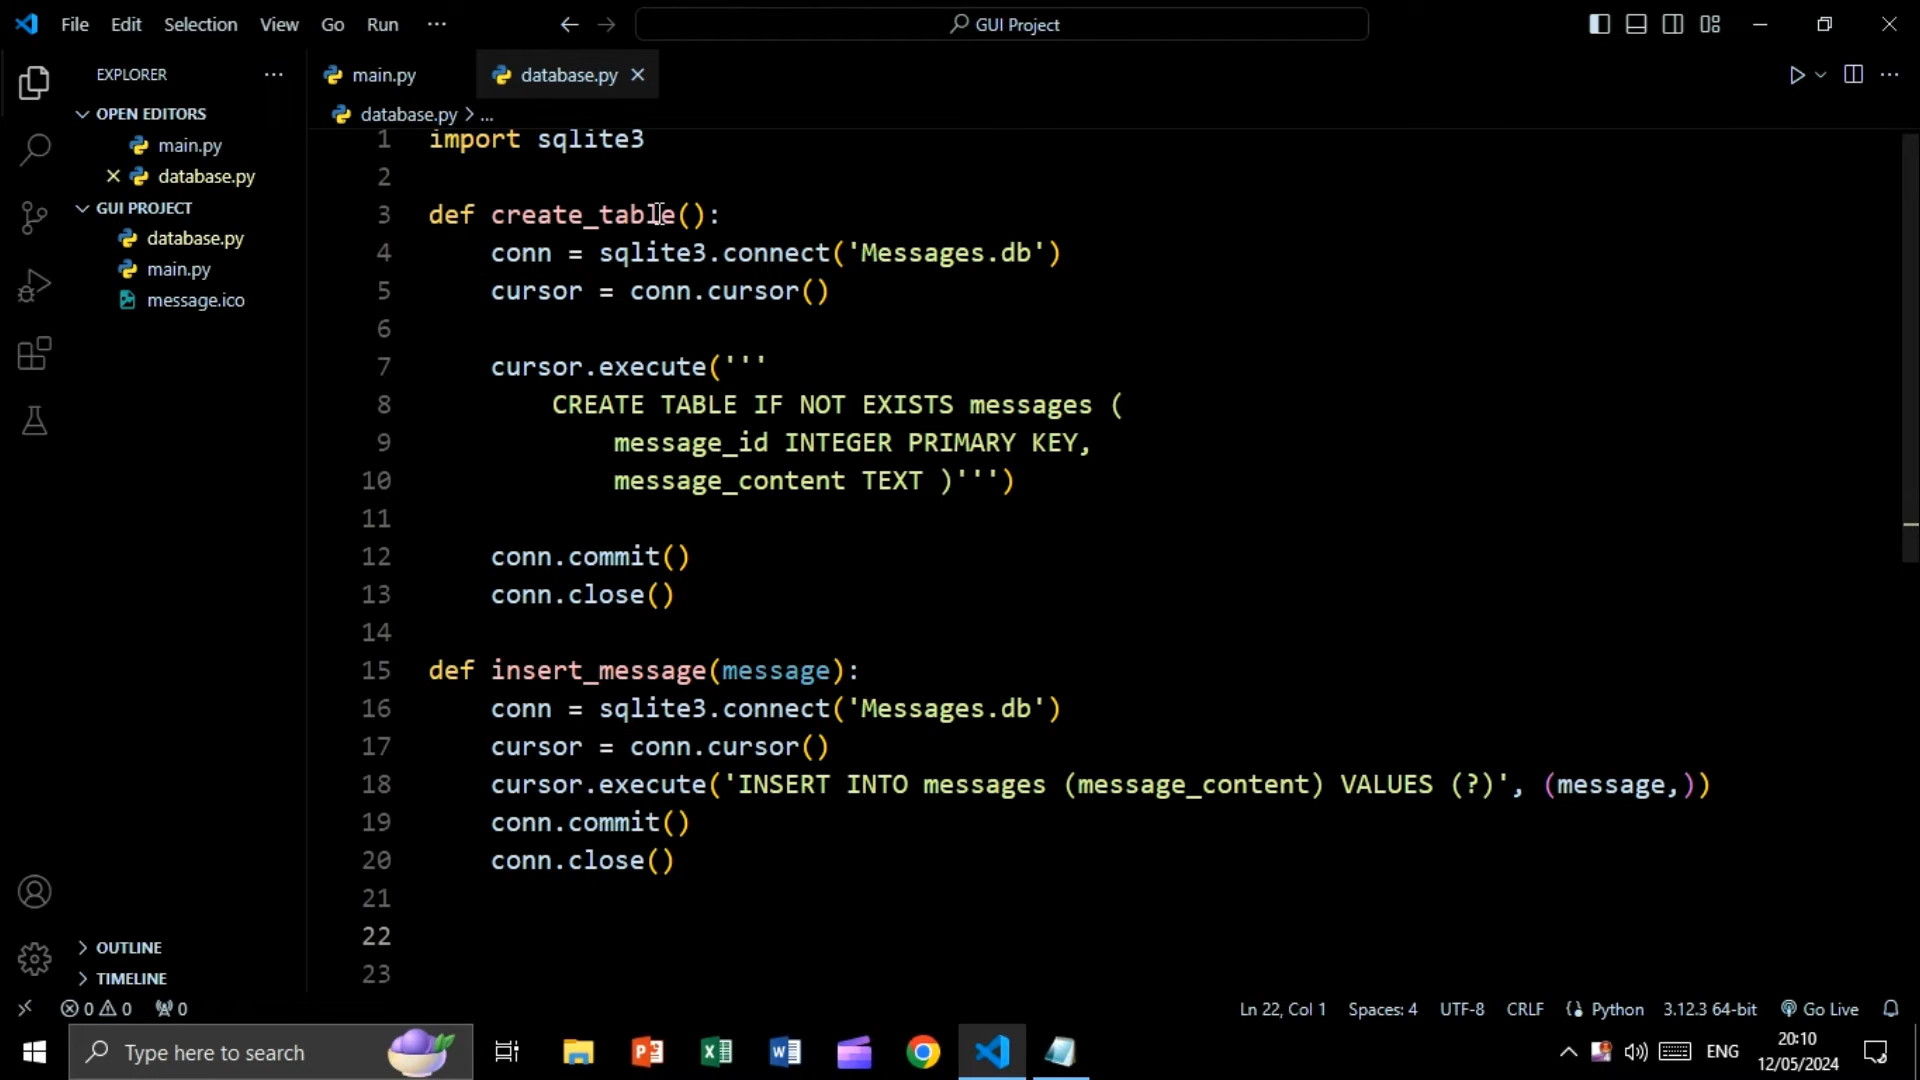 File Edit Selection View Go Run ··· GUI Project
EXPLORER ···
OPEN EDITORS
main.py
database.py
GUI PROJECT
database.py
main.py
message.ico
OUTLINE
TIMELINE
main.py database.py
database.py > ...
1 import sqlite3
2
3 def create_table():
4 conn = sqlite3.connect('Messages.db')
5 cursor = conn.cursor()
6
7 cursor.execute('''
8 CREATE TABLE IF NOT EXISTS messages (
9 message_id INTEGER PRIMARY KEY,
10 message_content TEXT )''')
11
12 conn.commit()
13 conn.close()
14
15 def insert_message(message):
16 conn = sqlite3.connect('Messages.db')
17 cursor = conn.cursor()
18 cursor.execute('INSERT INTO messages (message_content) VALUES (?)', (message,))
19 conn.commit()
20 conn.close()
21
22
23
0 0 0 Ln 22, Col 1 Spaces: 4 UTF-8 CRLF Python 3.12.3 64-bit Go Live
Type here to search ENG
20:10
12/05/2024